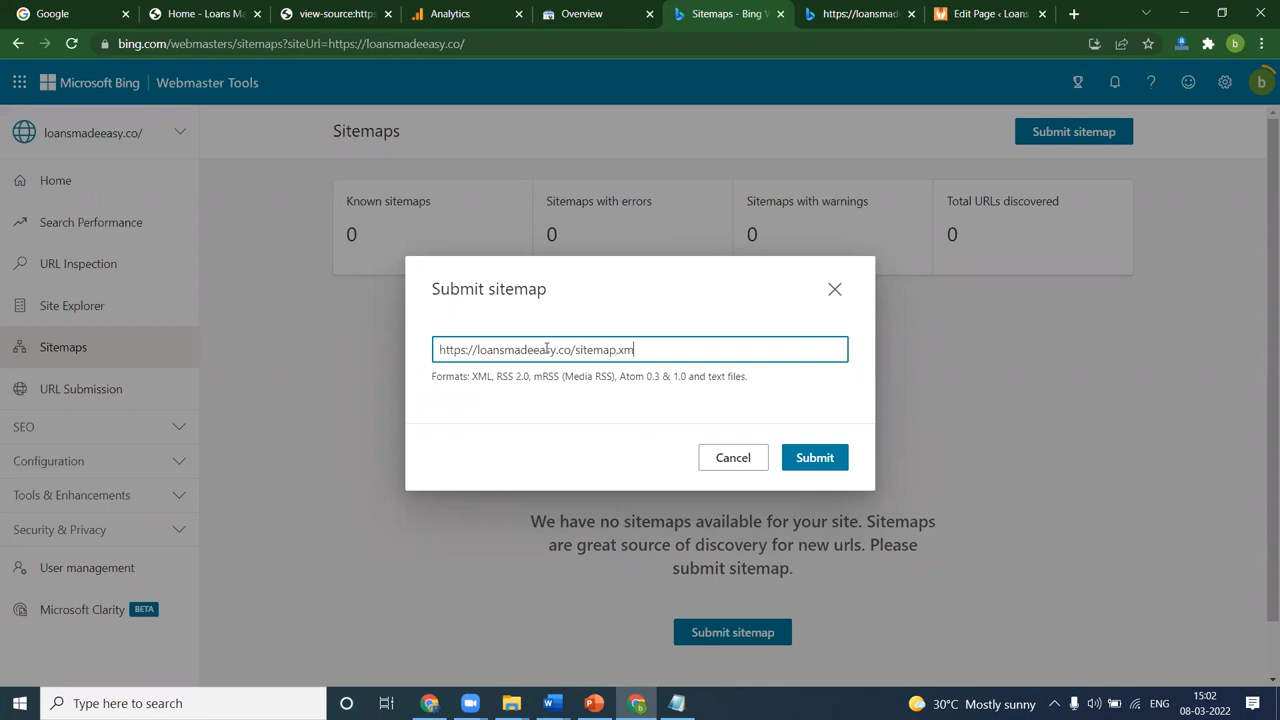 Google
Home - Loans Ma
view-source:https
Analytics
Overview
Sitemaps - Bing W
https://loansmad
Edit Page ‹ Loans
bing.com/webmasters/sitemaps?siteUrl=https://loansmadeeasy.co/
b
Microsoft Bing
Webmaster Tools
b
loansmadeeasy.co/
Sitemaps
Submit sitemap
Home
Search Performance
URL Inspection
Site Explorer
Sitemaps
URL Submission
SEO
Configuration
Tools & Enhancements
Security & Privacy
User management
Microsoft Clarity BETA
Known sitemaps
0
Sitemaps with errors
0
Sitemaps with warnings
0
Total URLs discovered
0
Submit sitemap
https://loansmadeeasy.co/sitemap.xm
Formats: XML, RSS 2.0, mRSS (Media RSS), Atom 0.3 & 1.0 and text files.
Cancel
Submit
We have no sitemaps available for your site. Sitemaps
are great source of discovery for new urls. Please
submit sitemap.
Submit sitemap
Type here to search
30°C Mostly sunny
ENG
15:02
08-03-2022